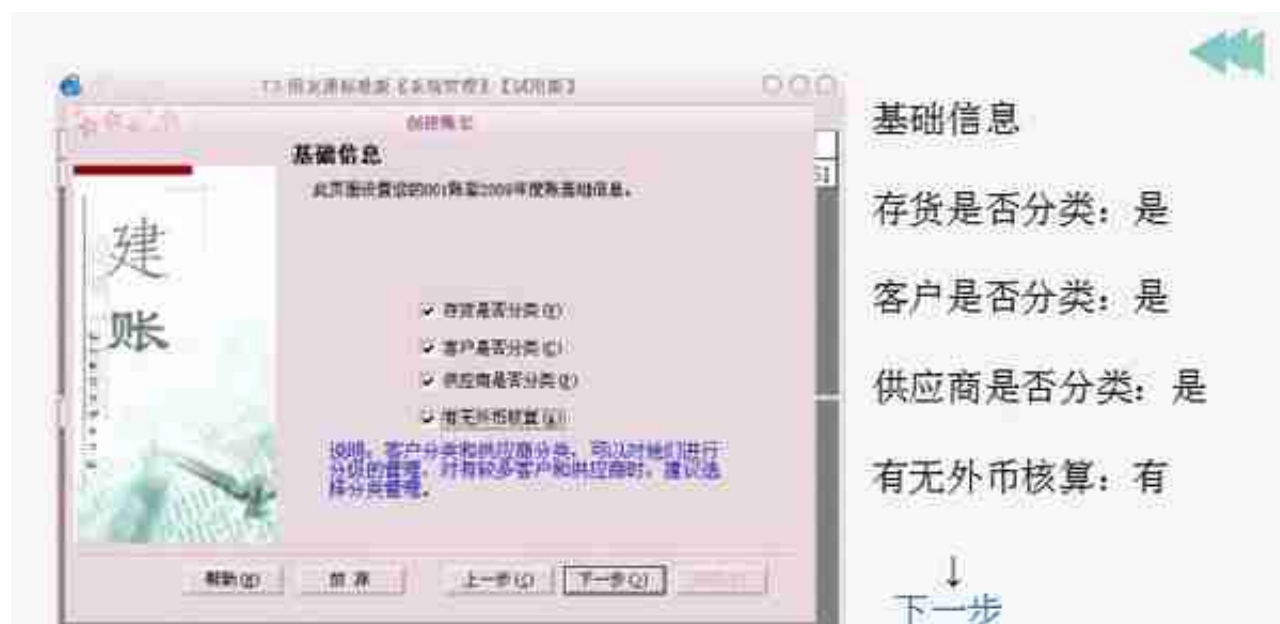 创建账套
基础信息
此页面设置您的001账套2009年度账基础信息。
建
账
存货是否分类(Y)
客户是否分类(C)
供应商是否分类(P)
有无外币核算(A)
说明，客户分类和供应商分类，可以对他们进行
分级的管理，对有较多客户和供应商时，建议选
择分类管理。
帮助(H)
放 弃
上一步(<)
下一步(>)
基础信息
存货是否分类：是
客户是否分类：是
供应商是否分类：是
有无外币核算：有
↓
下一步